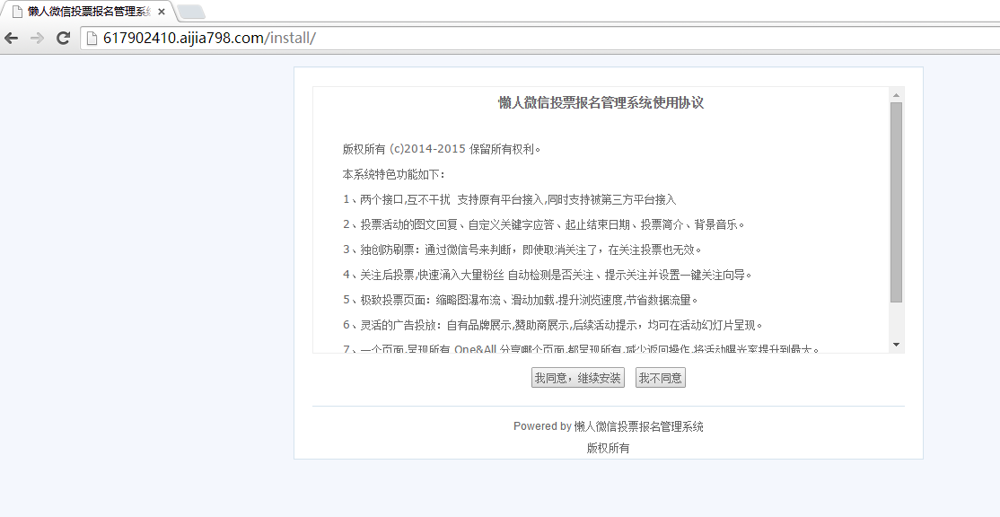 懒人微信投票报名管理系统
617902410.aijia798.com/install/
懒人微信投票报名管理系统使用协议
版权所有 (c)2014-2015 保留所有权利。
本系统特色功能如下：
1、两个接口,互不干扰 支持原有平台接入,同时支持被第三方平台接入
2、投票活动的图文回复、自定义关键字应答、起止结束日期、投票简介、背景音乐。
3、独创防刷票：通过微信号来判断，即使取消关注了，在关注投票也无效。
4、关注后投票,快速涌入大量粉丝 自动检测是否关注、提示关注并设置一键关注向导。
5、极致投票页面：缩略图瀑布流、滑动加载.提升浏览速度,节省数据流量。
6、灵活的广告投放：自有品牌展示,赞助商展示,后续活动提示，均可在活动幻灯片呈现。
7、一个页面,呈现所有 One&All 分享哪个页面,都呈现所有,减少返回操作,将活动曝光率提升到最大。
我同意，继续安装 我不同意
Powered by 懒人微信投票报名管理系统
版权所有